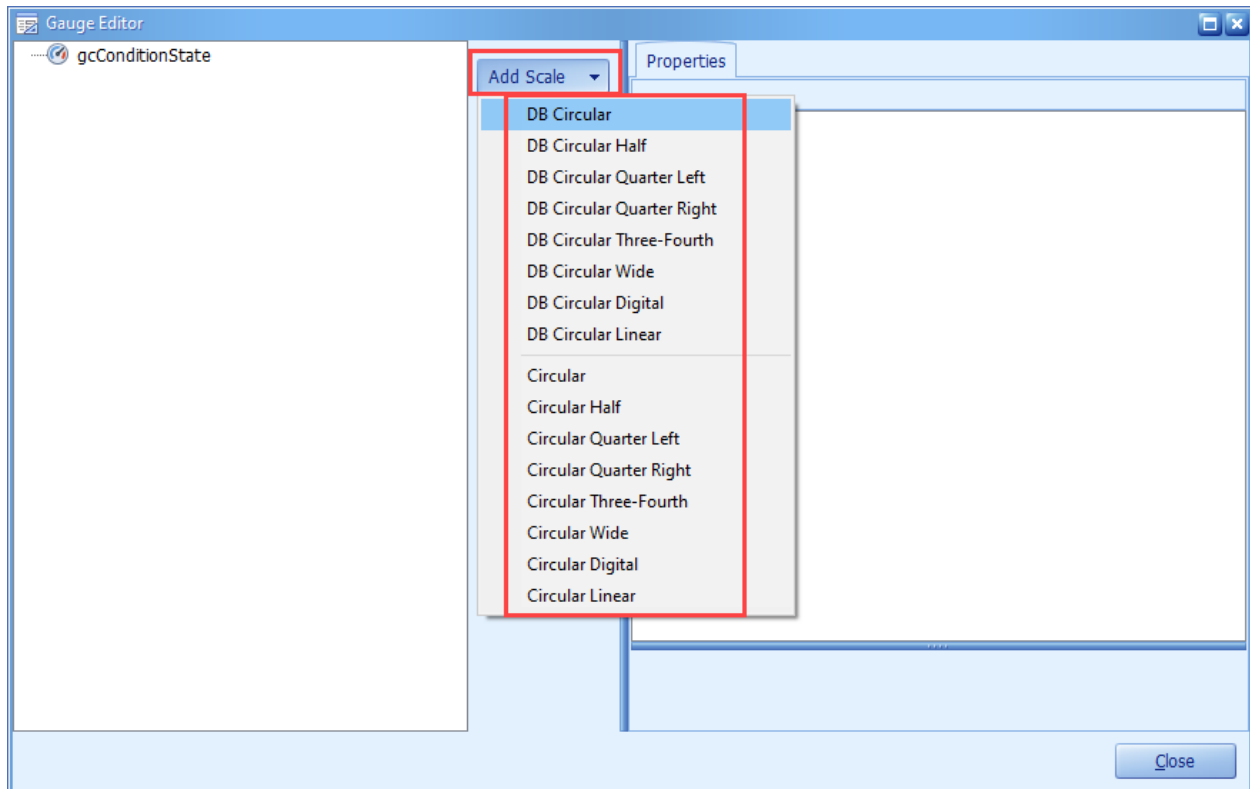 Gauge Editor
gcConditionState
Add Scale
Properties
DB Circular
DB Circular Half
DB Circular Quarter Left
DB Circular Quarter Right
DB Circular Three-Fourth
DB Circular Wide
DB Circular Digital
DB Circular Linear
Circular
Circular Half
Circular Quarter Left
Circular Quarter Right
Circular Three-Fourth
Circular Wide
Circular Digital
Circular Linear
Close